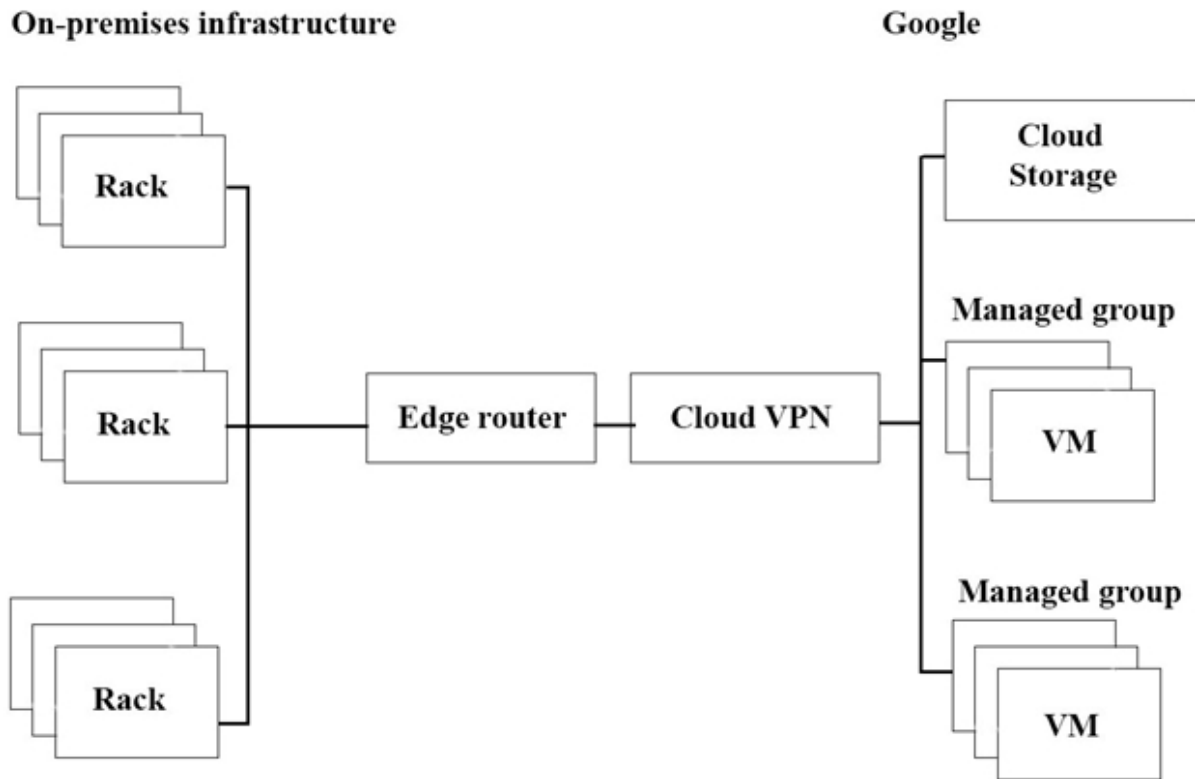 On-premises infrastructure
Google
Rack
Rack
Rack
Edge router
Cloud VPN
Cloud
Storage
Managed group
VM
Managed group
VM